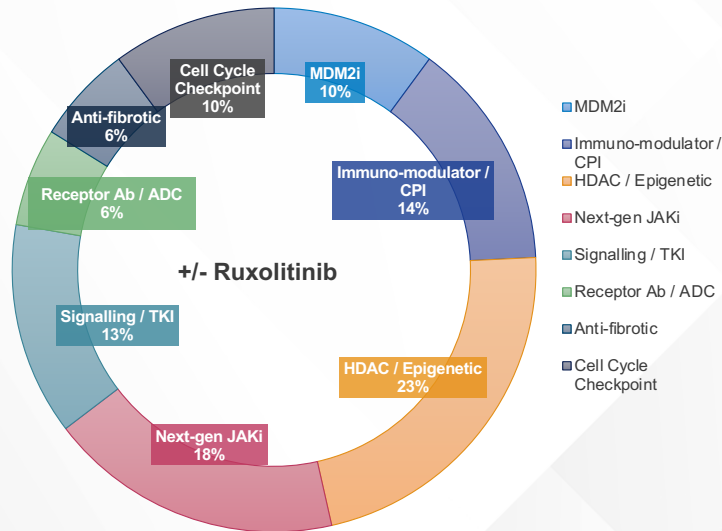 Cell Cycle
Checkpoint
10%
MDM2i
10%
Anti-fibrotic
6%
Immuno-modulator /
CPI
14%
Receptor Ab / ADC
6%
+/- Ruxolitinib
Signalling / TKI
13%
HDAC / Epigenetic
23%
Next-gen JAKi
18%
MDM2i
Immuno-modulator /
CPI
HDAC / Epigenetic
Next-gen JAKi
Signalling / TKI
Receptor Ab / ADC
Anti-fibrotic
Cell Cycle
Checkpoint